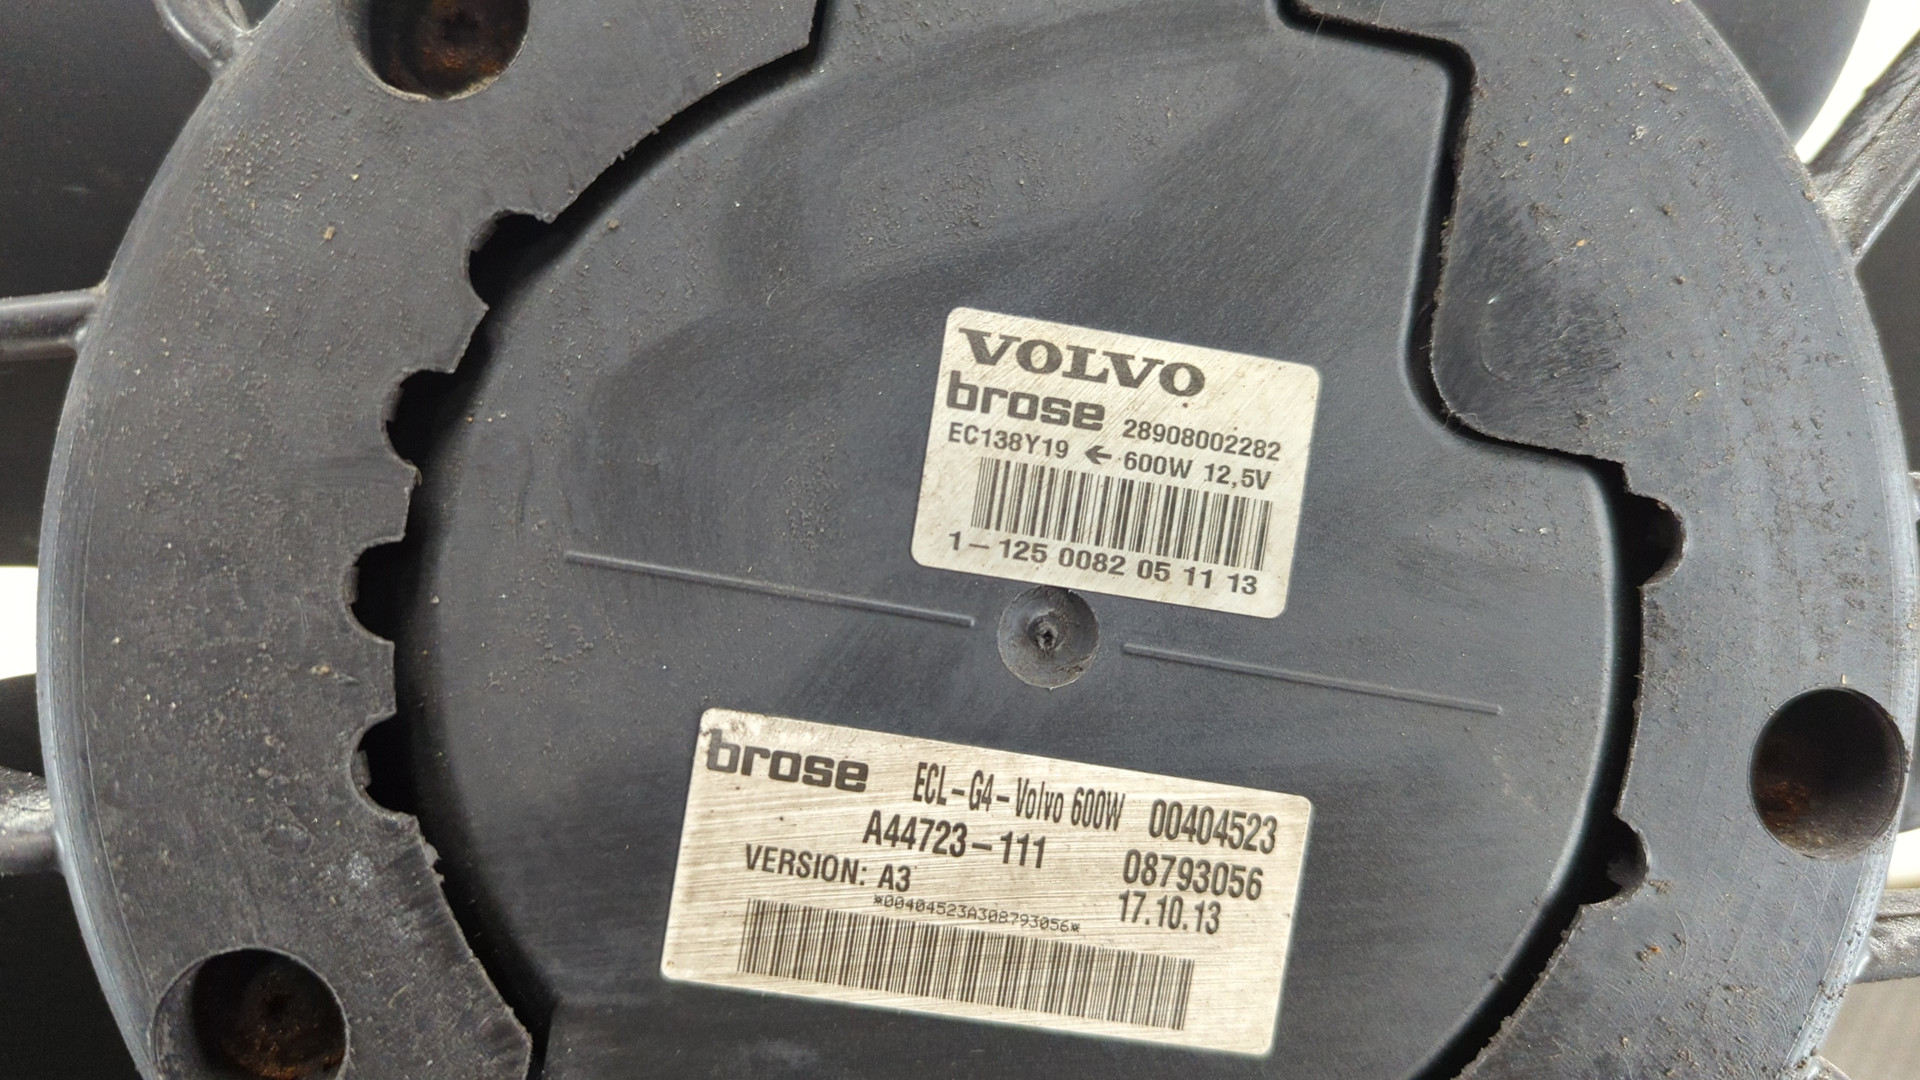 VOLVO
brose 28908002282
EC138Y19 ← 600W 12,5V
1-125 0082 05 11 13
brose ECL-G4-Volvo 600W 00404523
A44723-111 08793056
VERSION: A3 17.10.13
*00404523A308793056*